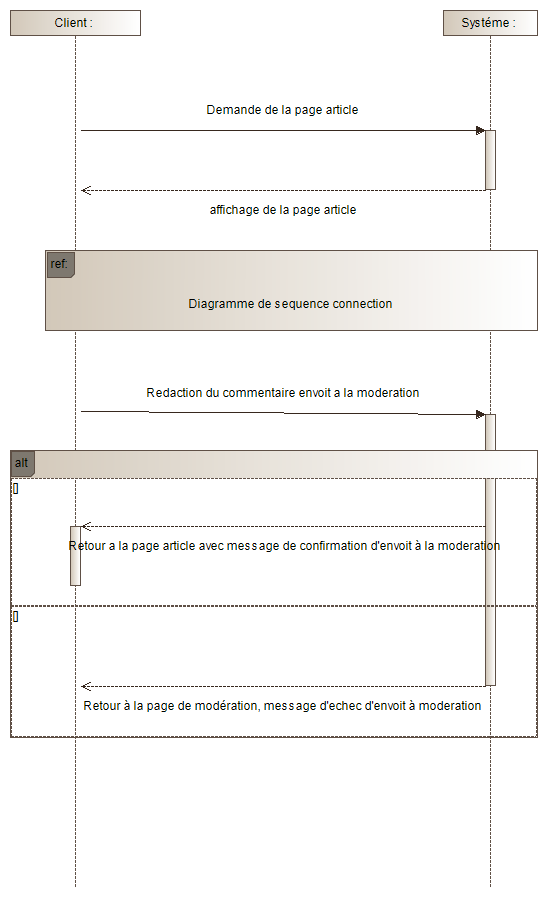 Client :
Systéme :
Demande de la page article
affichage de la page article
ref:
Diagramme de sequence connection
Redaction du commentaire envoit a la moderation
alt
[]
Retour a la page article avec message de confirmation d'envoit à la moderation
[]
Retour à la page de modération, message d'echec d'envoit à moderation